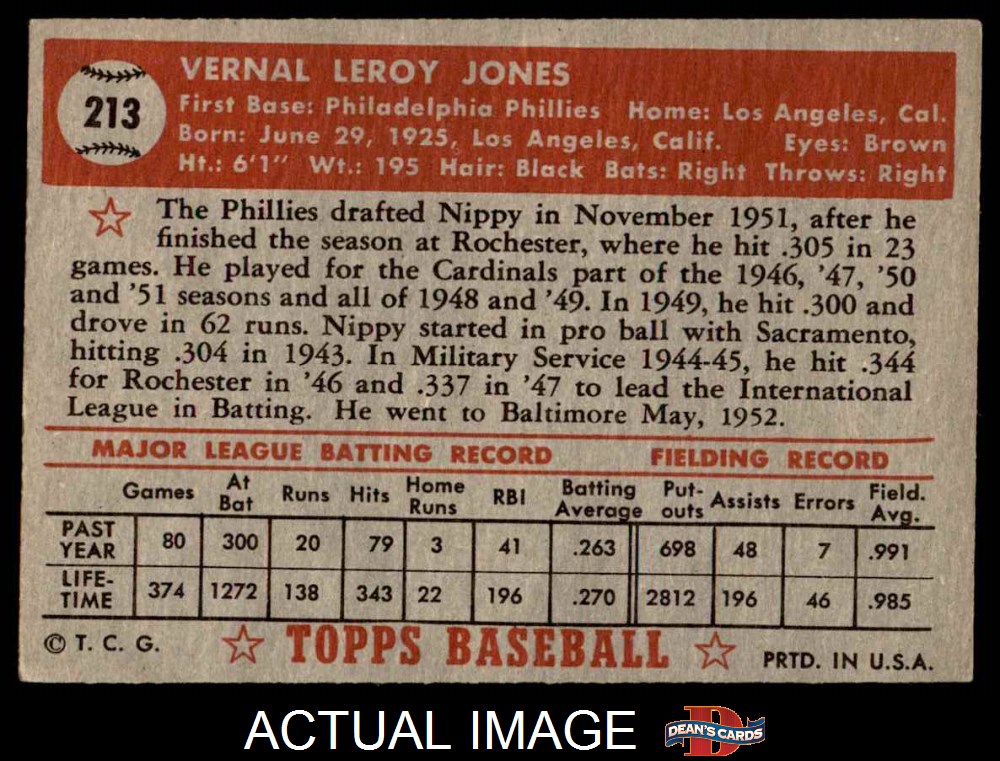 213
VERNAL LEROY JONES
First Base: Philadelphia Phillies Home: Los Angeles, Cal.
Born: June 29, 1925, Los Angeles, Calif. Eyes: Brown
Ht.: 6'1" Wt.: 195 Hair: Black Bats: Right Throws: Right
The Phillies drafted Nippy in November 1951, after he
finished the season at Rochester, where he hit .305 in 23
games. He played for the Cardinals part of the 1946, '47, '50
and '51 seasons and all of 1948 and '49. In 1949, he hit .300 and
drove in 62 runs. Nippy started in pro ball with Sacramento,
hitting .304 in 1943. In Military Service 1944-45, he hit .344
for Rochester in '46 and .337 in '47 to lead the International
League in Batting. He went to Baltimore May, 1952.
MAJOR LEAGUE BATTING RECORD FIELDING RECORD
Games At Bat Runs Hits Home Runs RBI Batting Average Put-outs Assists Errors Field. Avg.
PAST YEAR 80 300 20 79 3 41 .263 698 48 7 .991
LIFE-TIME 374 1272 138 343 22 196 .270 2812 196 46 .985
© T. C. G. TOPPS BASEBALL PRTD. IN U.S.A.
ACTUAL IMAGE DEAN'S CARDS